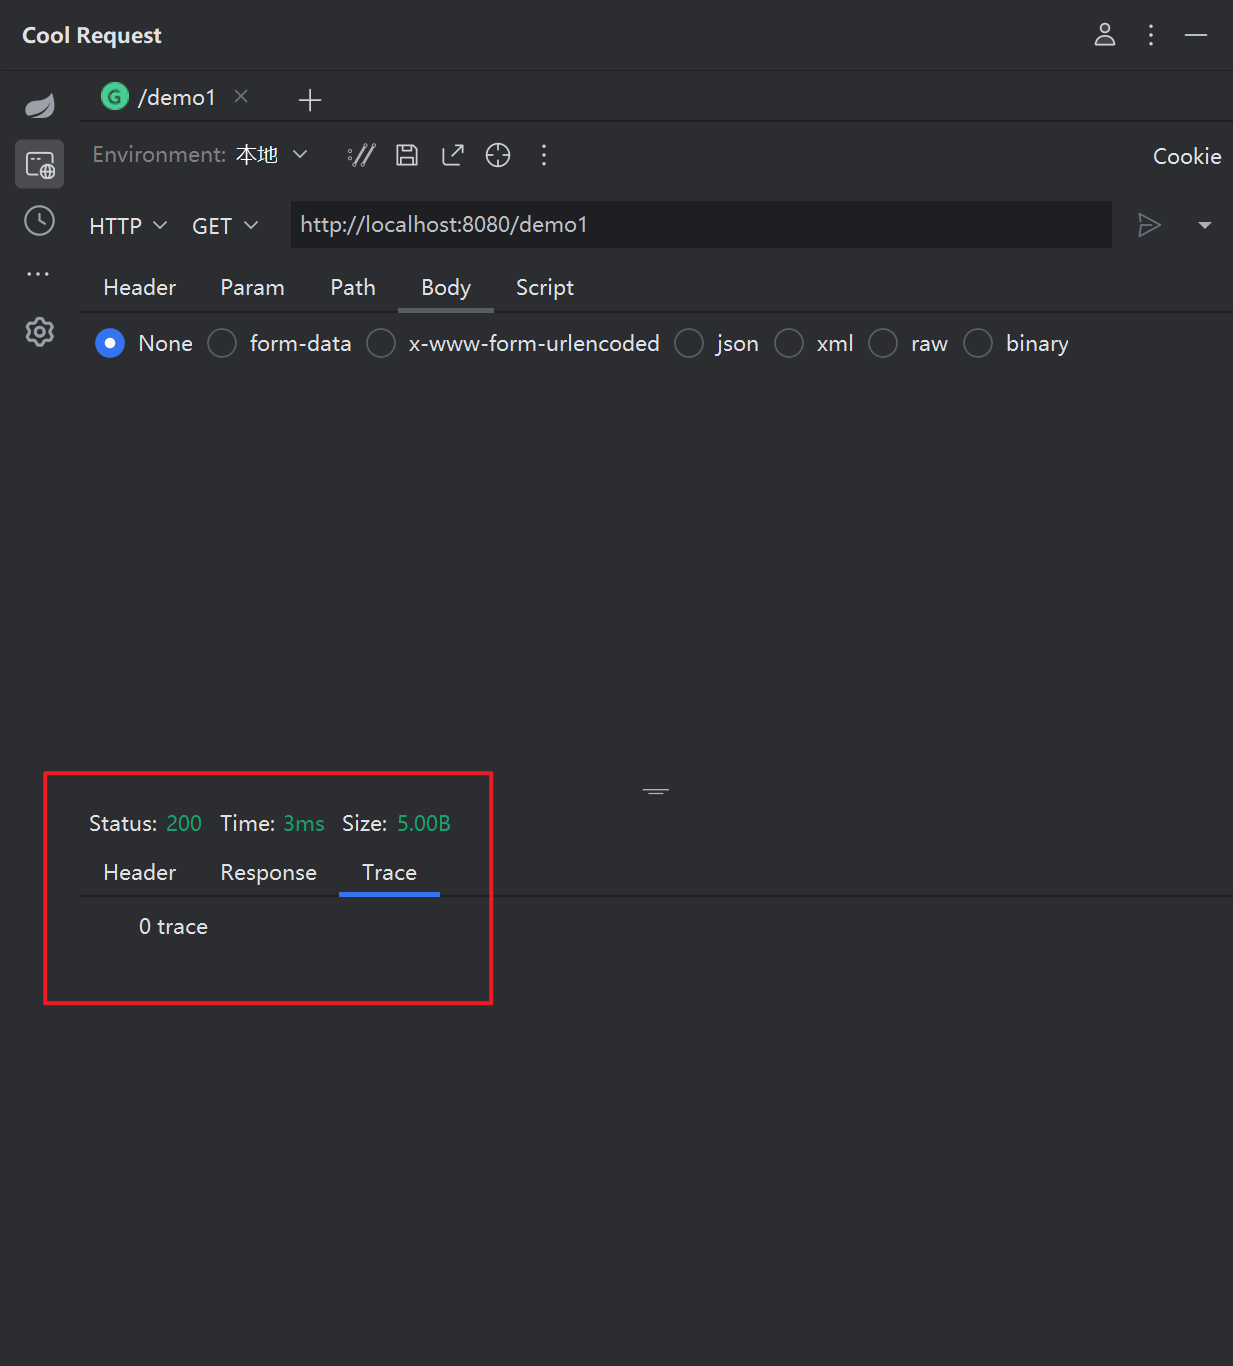 Cool Request
G /demo1
Environment: 本地
Cookie
HTTP GET http://localhost:8080/demo1
Header Param Path Body Script
None form-data x-www-form-urlencoded json xml raw binary
Status: 200 Time: 3ms Size: 5.00B
Header Response Trace
0 trace